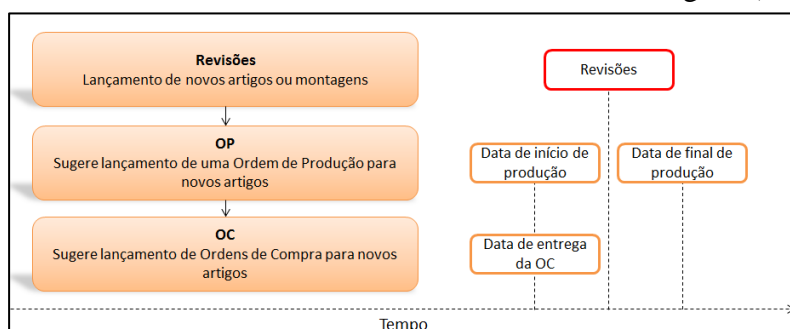 Revisões
Lançamento de novos artigos ou montagens
OP
Sugere lançamento de uma Ordem de Produção para
novos artigos
OC
Sugere lançamento de Ordens de Compra para novos
artigos
Revisões
Data de início de
produção
Data de final de
produção
Data de entrega
da OC
Tempo